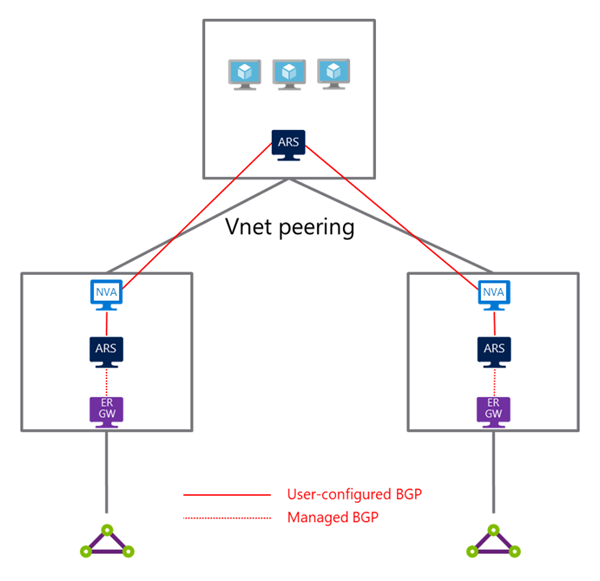 ARS
Vnet peering
NVA
NVA
ARS
ARS
ER
GW
ER
GW
User-configured BGP
Managed BGP